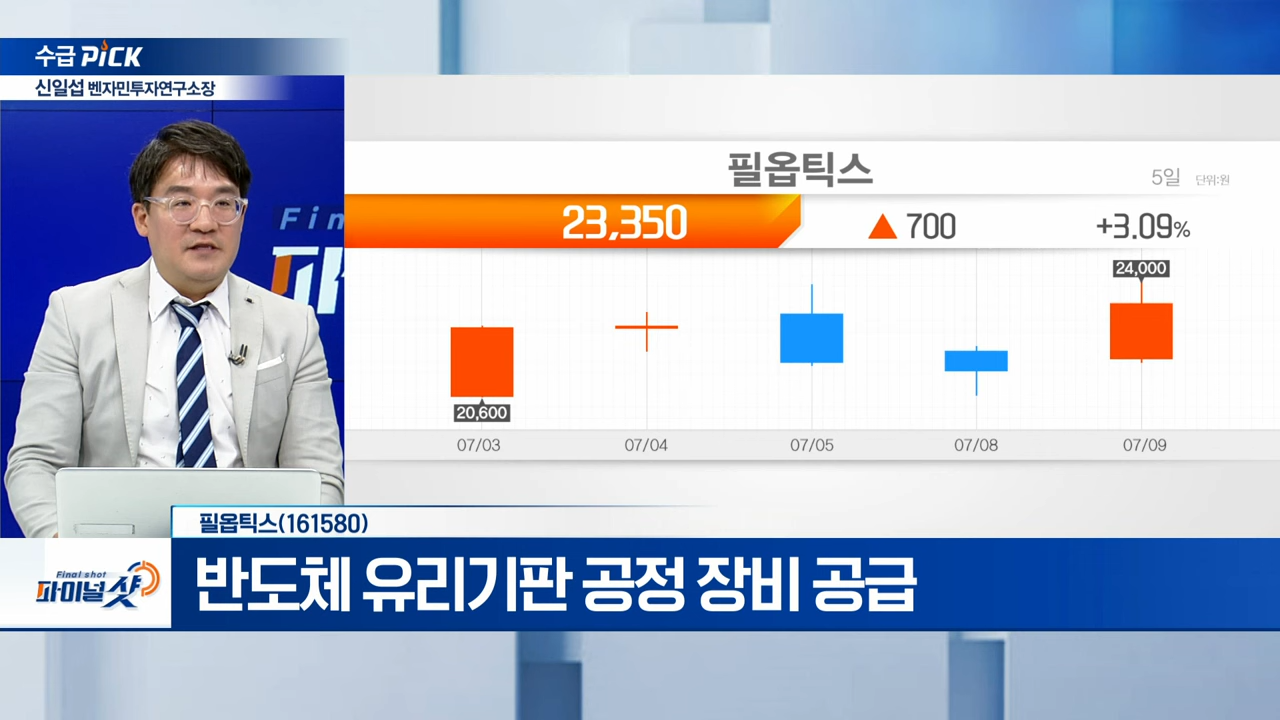 수급 PiCK
신일섭 벤자민투자연구소장
Fin
파
필옵틱스
5일 단위:원
23,350 ▲ 700 +3.09%
24,000
20,600
07/03 07/04 07/05 07/08 07/09
필옵틱스(161580)
Final shot
파이널샷
반도체 유리기판 공정 장비 공급